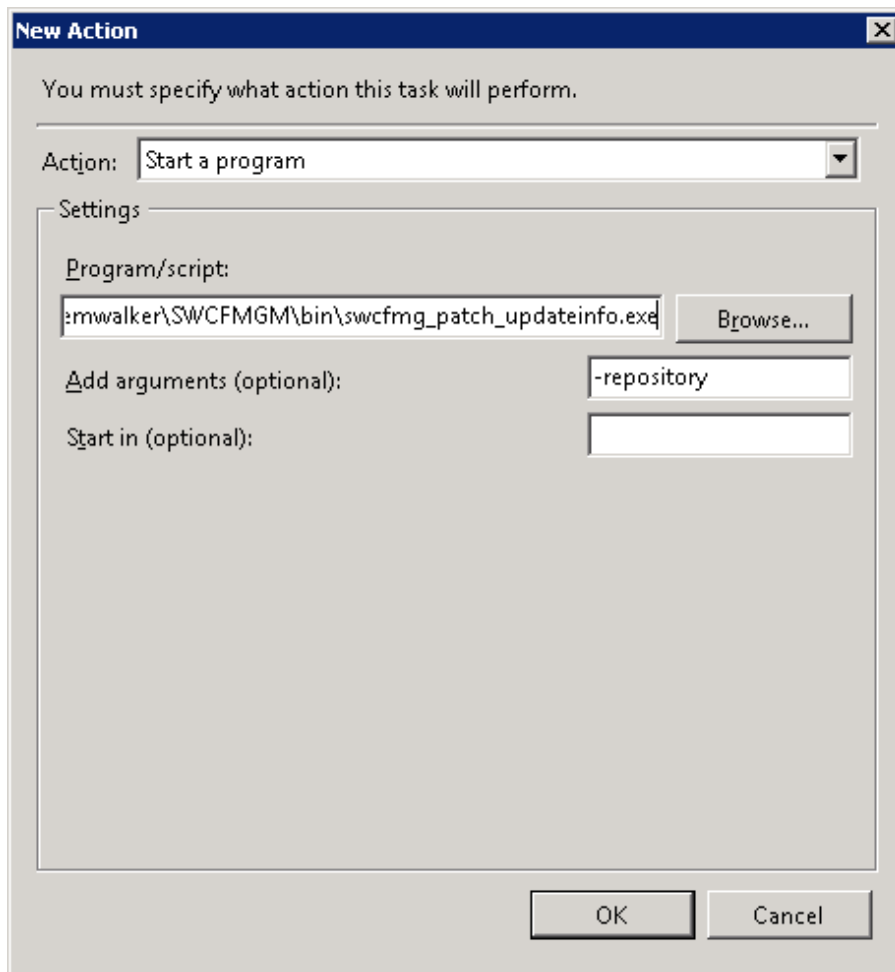 New Action
You must specify what action this task will perform.
Action: Start a program
Settings
Program/script:
emwalker\SWCFMGM\bin\swcfmg_patch_updateinfo.exe Browse...
Add arguments (optional): -repository
Start in (optional):
OK Cancel